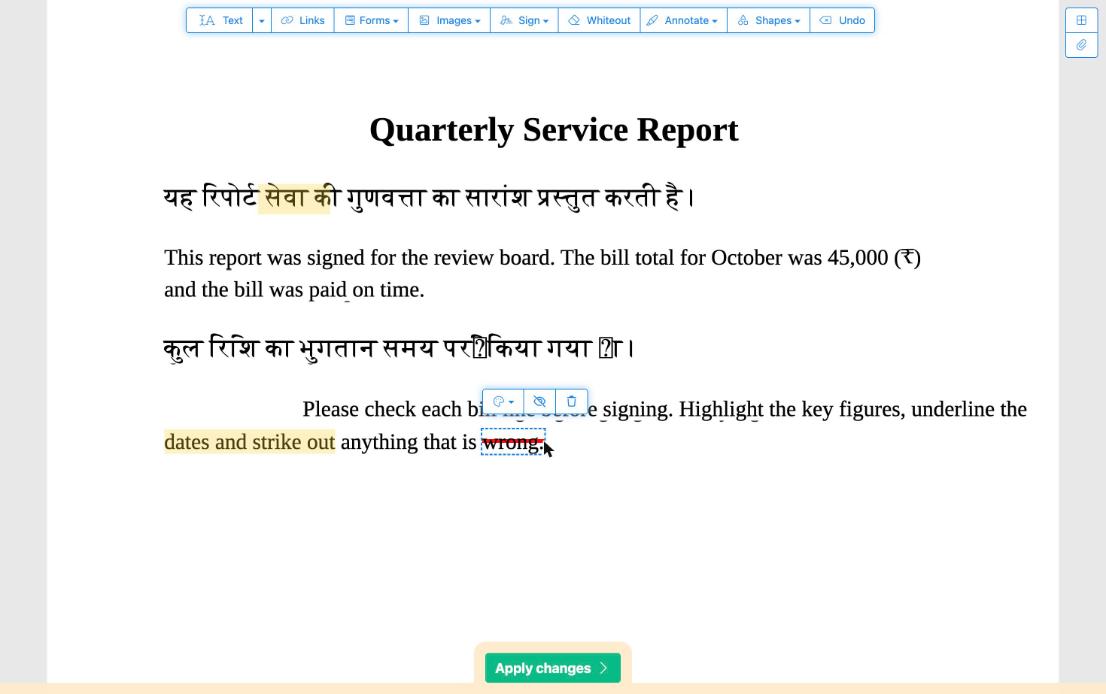 Text Links Forms Images Sign Whiteout Annotate Shapes Undo
Quarterly Service Report
यह रिपोर्ट सेवा की गुणवत्ता का सारांश प्रस्तुत करती है।
This report was signed for the review board. The bill total for October was 45,000 (₹)
and the bill was paid on time.
कुल का भुगतान समय किया गया
Please check each signing. Highlight the key figures, underline the
dates and strike out anything that is wrong.
Apply changes